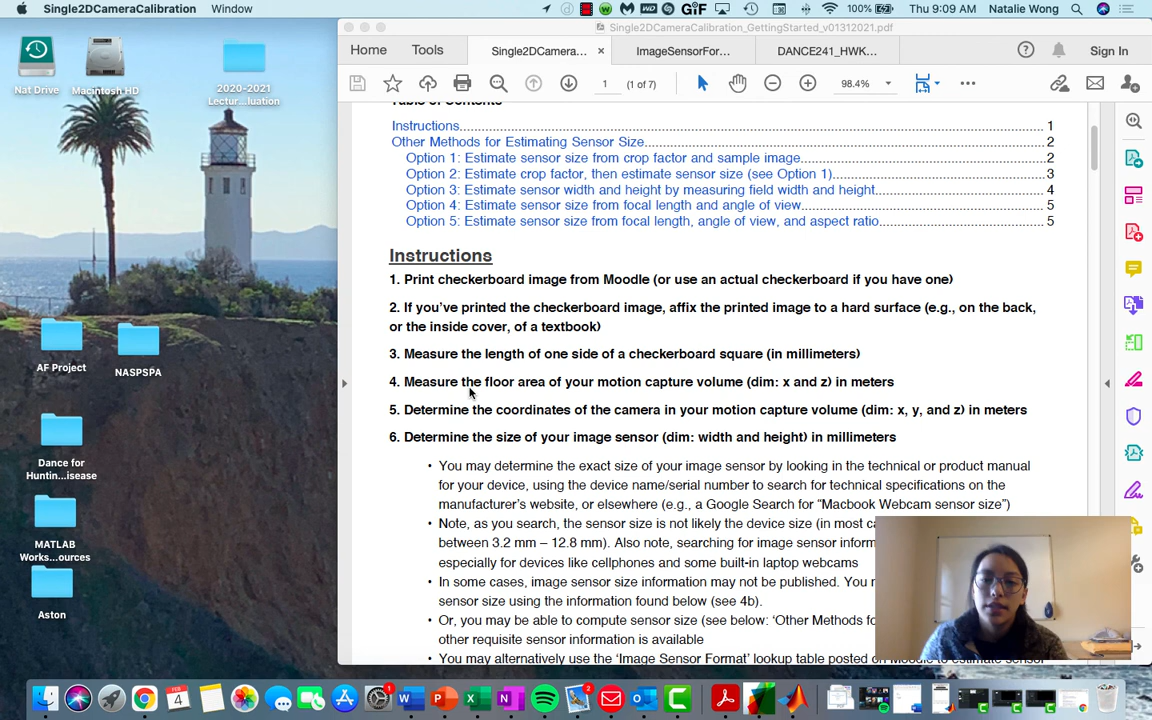 Single2DCameraCalibration Window
GiF 100% Thu 9:09 AM Natalie Wong
Single2DCameraCalibration_GettingStarted_v01312021.pdf
Home Tools Single2DCamera... × ImageSensorFor... DANCE241_HWK... Sign In
1 (1 of 7) 98.4%
Nat Drive
Macintosh HD
2020-2021
Lectur...luation
AF Project
NASPSPA
Dance for
Huntin...isease
MATLAB
Works...ources
Aston
Table of Contents
Instructions 1
Other Methods for Estimating Sensor Size 2
Option 1: Estimate sensor size from crop factor and sample image 2
Option 2: Estimate crop factor, then estimate sensor size (see Option 1) 3
Option 3: Estimate sensor width and height by measuring field width and height 4
Option 4: Estimate sensor size from focal length and angle of view 5
Option 5: Estimate sensor size from focal length, angle of view, and aspect ratio 5
Instructions
1. Print checkerboard image from Moodle (or use an actual checkerboard if you have one)
2. If you've printed the checkerboard image, affix the printed image to a hard surface (e.g., on the back,
or the inside cover, of a textbook)
3. Measure the length of one side of a checkerboard square (in millimeters)
4. Measure the floor area of your motion capture volume (dim: x and z) in meters
5. Determine the coordinates of the camera in your motion capture volume (dim: x, y, and z) in meters
6. Determine the size of your image sensor (dim: width and height) in millimeters
• You may determine the exact size of your image sensor by looking in the technical or product manual
for your device, using the device name/serial number to search for technical specifications on the
manufacturer's website, or elsewhere (e.g., a Google Search for "Macbook Webcam sensor size")
• Note, as you search, the sensor size is not likely the device size (in most ca
between 3.2 mm – 12.8 mm). Also note, searching for image sensor inform
especially for devices like cellphones and some built-in laptop webcams
• In some cases, image sensor size information may not be published. You m
sensor size using the information found below (see 4b).
• Or, you may be able to compute sensor size (see below: 'Other Methods fo
other requisite sensor information is available
• You may alternatively use the 'Image Sensor Format' lookup table posted on Moodle to estimate sensor